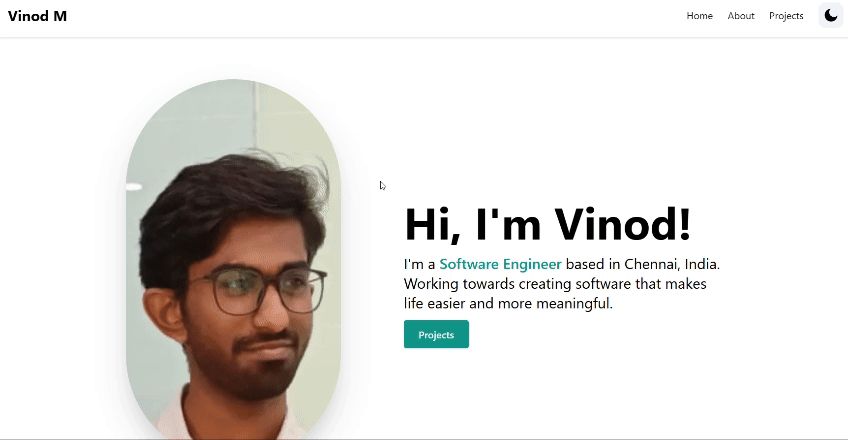 Vinod M
Home About Projects
Hi, I'm Vinod!
I'm a Software Engineer based in Chennai, India.
Working towards creating software that makes
life easier and more meaningful.
Projects